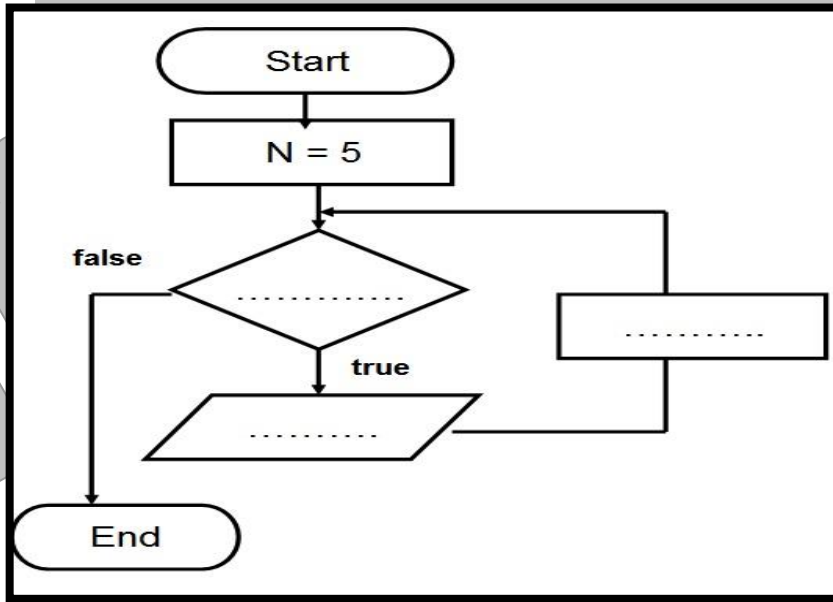 Start
N = 5
false
. . . . . . . . . . . . .
. . . . . . . . . . .
true
. . . . . . . . . .
End